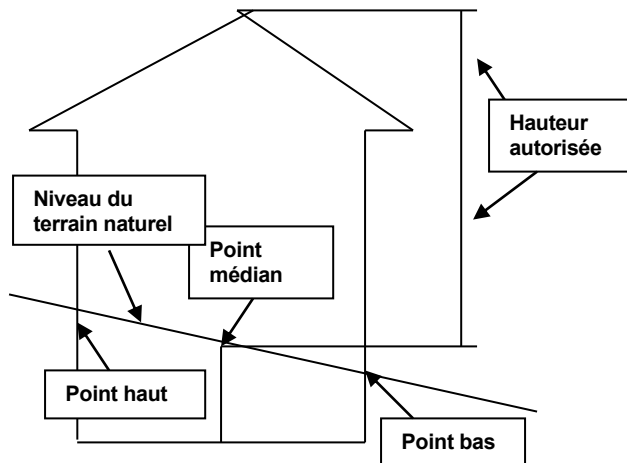 Hauteur
autorisée
Niveau du
terrain naturel
Point
médian
Point haut
Point bas